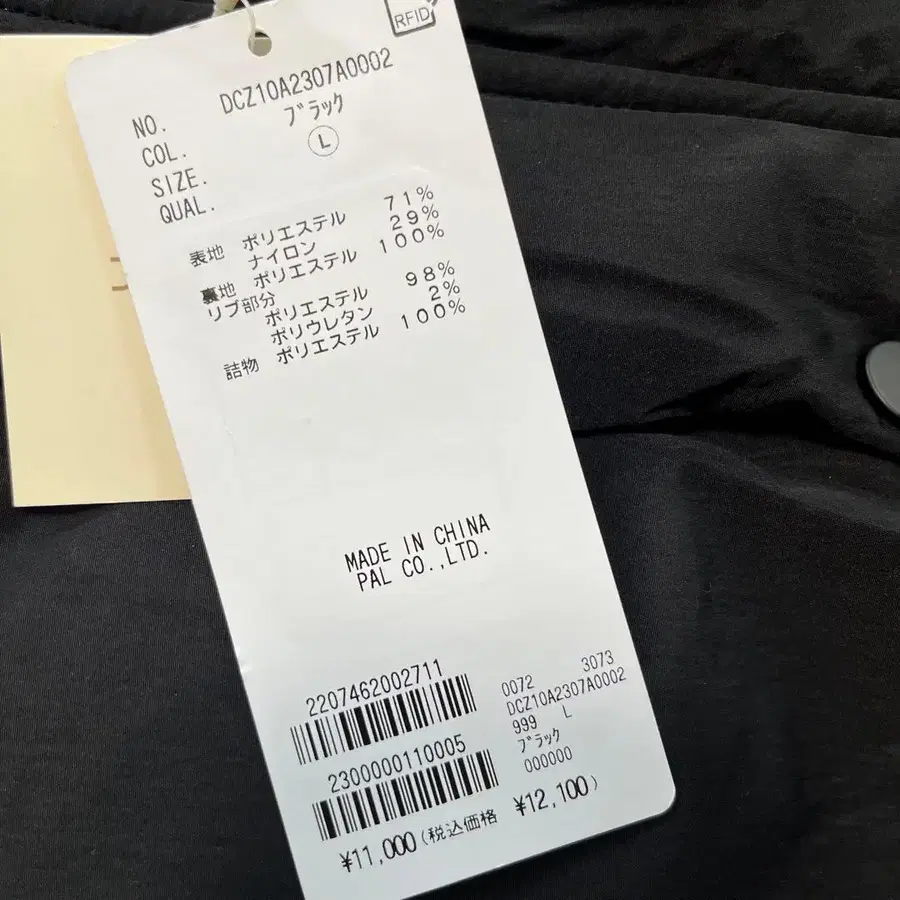 RFID
NO. DCZ10A2307A0002
COL. ブラック
SIZE. L
QUAL.
表地 ポリエステル 71%
ナイロン 29%
裏地 ポリエステル 100%
リブ部分
ポリエステル 98%
ポリウレタン 2%
詰物 ポリエステル 100%
MADE IN CHINA
PAL CO.,LTD.
2207462002711
2300000110005
0072 3073
DCZ10A2307A0002
999 L
ブラック
000000
¥11,000(税込価格 ¥12,100)